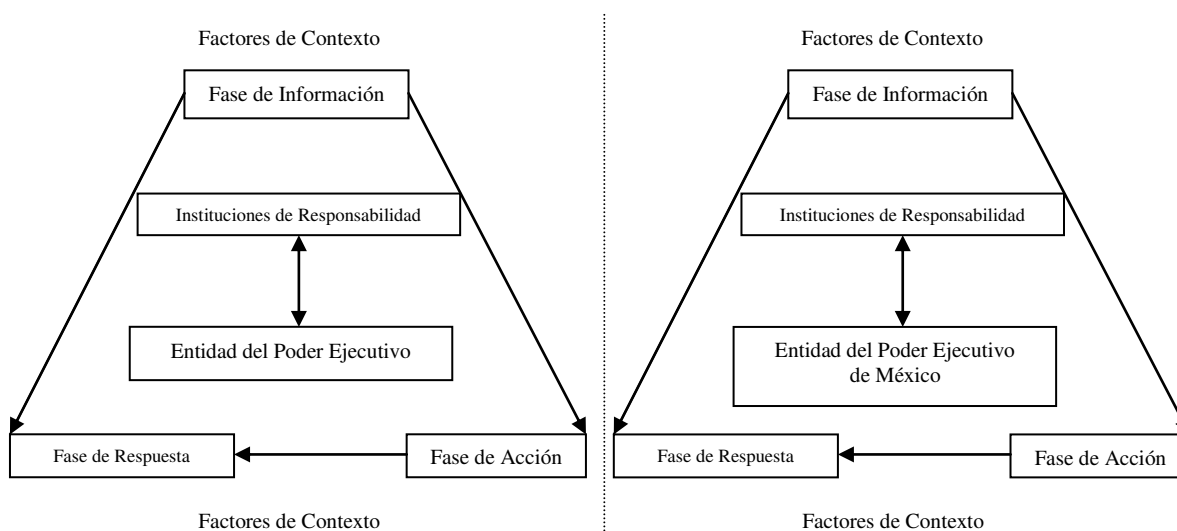 Factores de Contexto
Fase de Información
Instituciones de Responsabilidad
Entidad del Poder Ejecutivo
Fase de Respuesta
Fase de Acción
Factores de Contexto
Factores de Contexto
Fase de Información
Instituciones de Responsabilidad
Entidad del Poder Ejecutivo
de México
Fase de Respuesta
Fase de Acción
Factores de Contexto